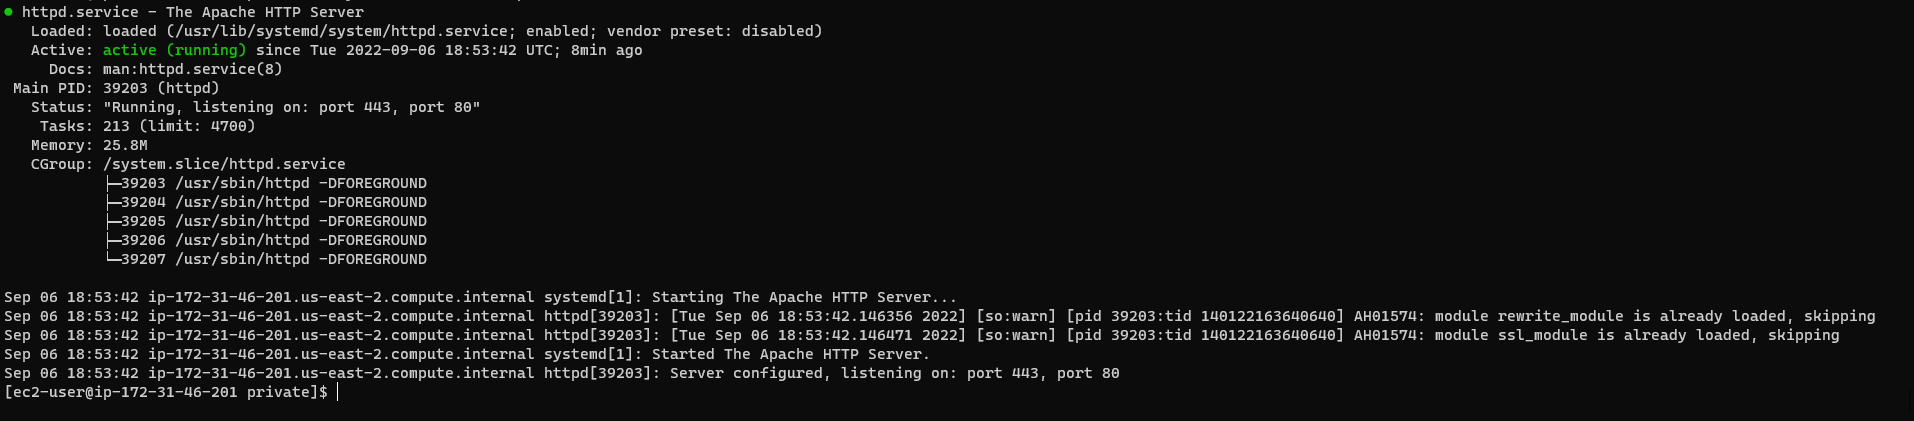 ● httpd.service - The Apache HTTP Server
   Loaded: loaded (/usr/lib/systemd/system/httpd.service; enabled; vendor preset: disabled)
   Active: active (running) since Tue 2022-09-06 18:53:42 UTC; 8min ago
     Docs: man:httpd.service(8)
 Main PID: 39203 (httpd)
   Status: "Running, listening on: port 443, port 80"
    Tasks: 213 (limit: 4700)
   Memory: 25.8M
   CGroup: /system.slice/httpd.service
           ├─39203 /usr/sbin/httpd -DFOREGROUND
           ├─39204 /usr/sbin/httpd -DFOREGROUND
           ├─39205 /usr/sbin/httpd -DFOREGROUND
           ├─39206 /usr/sbin/httpd -DFOREGROUND
           └─39207 /usr/sbin/httpd -DFOREGROUND

Sep 06 18:53:42 ip-172-31-46-201.us-east-2.compute.internal systemd[1]: Starting The Apache HTTP Server...
Sep 06 18:53:42 ip-172-31-46-201.us-east-2.compute.internal httpd[39203]: [Tue Sep 06 18:53:42.146356 2022] [so:warn] [pid 39203:tid 140122163640640] AH01574: module rewrite_module is already loaded, skipping
Sep 06 18:53:42 ip-172-31-46-201.us-east-2.compute.internal httpd[39203]: [Tue Sep 06 18:53:42.146471 2022] [so:warn] [pid 39203:tid 140122163640640] AH01574: module ssl_module is already loaded, skipping
Sep 06 18:53:42 ip-172-31-46-201.us-east-2.compute.internal systemd[1]: Started The Apache HTTP Server.
Sep 06 18:53:42 ip-172-31-46-201.us-east-2.compute.internal httpd[39203]: Server configured, listening on: port 443, port 80
[ec2-user@ip-172-31-46-201 private]$